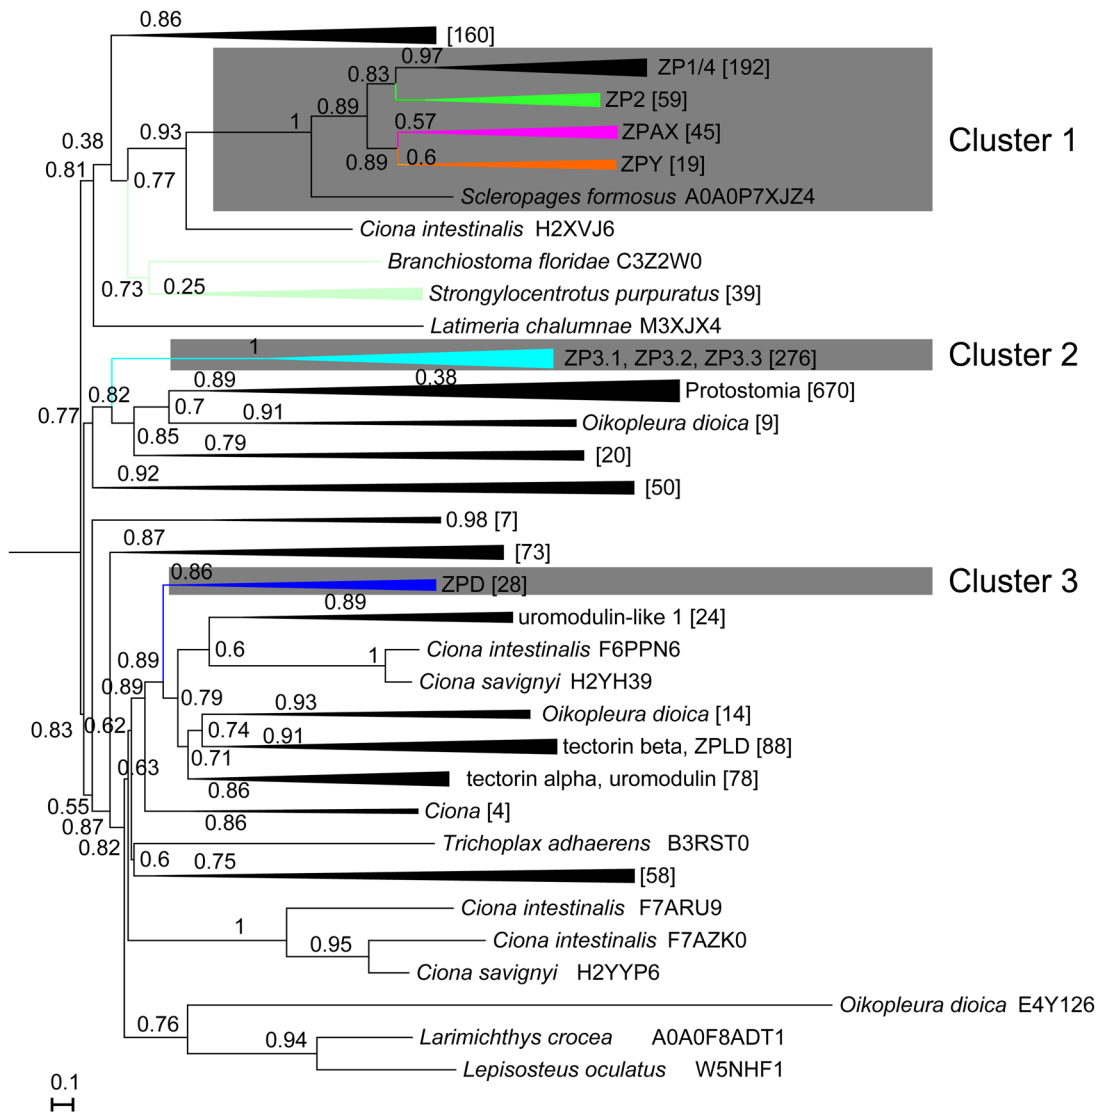 0.86
[160]
0.97
ZP1/4 [192]
0.83
ZP2 [59]
0.89
0.57
1
ZPAX [45]
Cluster 1
0.93
0.38
0.89
0.6
ZPY [19]
0.81
0.77
Scleropages formosus A0A0P7XJZ4
Ciona intestinalis H2XVJ6
Branchiostoma floridae C3Z2W0
0.73
0.25
Strongylocentrotus purpuratus [39]
Latimeria chalumnae M3XJX4
1
ZP3.1, ZP3.2, ZP3.3 [276]
Cluster 2
0.89
0.38
0.82
Protostomia [670]
0.77
0.7
0.91
Oikopleura dioica [9]
0.85
0.79
[20]
0.92
[50]
0.98 [7]
0.87
[73]
0.86
ZPD [28]
Cluster 3
0.89
uromodulin-like 1 [24]
0.6
1
Ciona intestinalis F6PPN6
0.89
Ciona savignyi H2YH39
0.89
0.79
0.93
Oikopleura dioica [14]
0.83
0.62
0.74
0.91
tectorin beta, ZPLD [88]
0.71
0.63
tectorin alpha, uromodulin [78]
0.86
0.55
Ciona [4]
0.87
0.86
0.82
Trichoplax adhaerens B3RST0
0.6
0.75
[58]
Ciona intestinalis F7ARU9
1
0.95
Ciona intestinalis F7AZK0
Ciona savignyi H2YYP6
Oikopleura dioica E4Y126
0.76
0.94
Larimichthys crocea A0A0F8ADT1
Lepisosteus oculatus W5NHF1
0.1